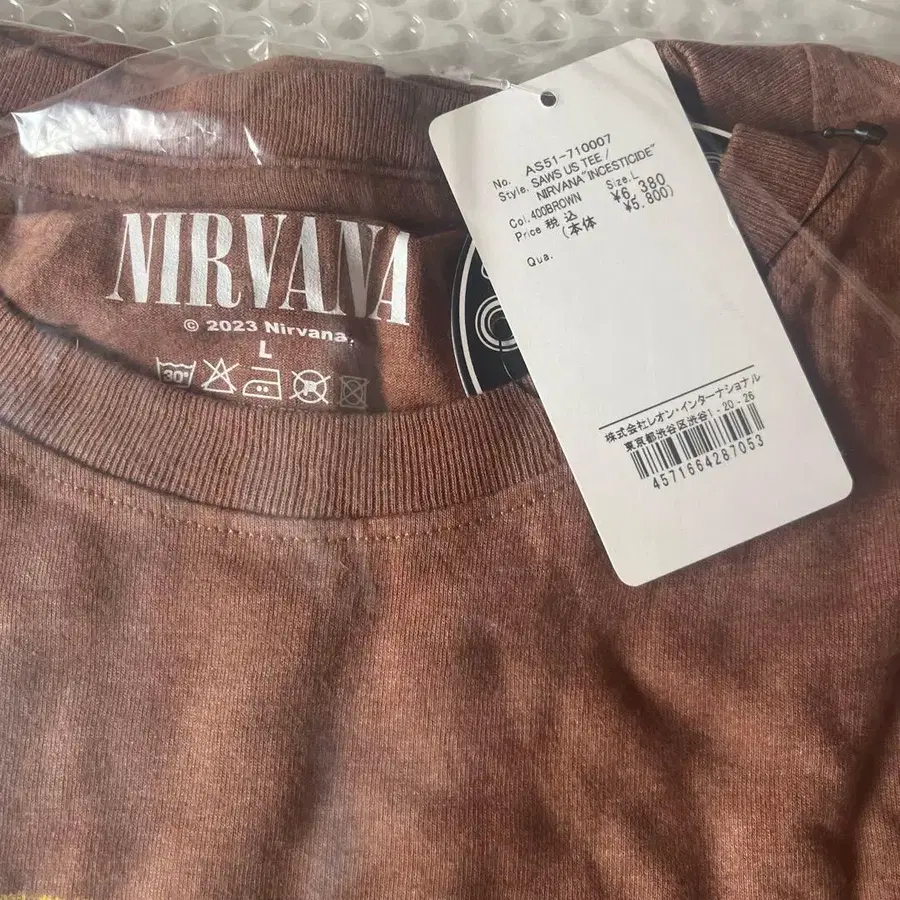 NIRVANA
© 2023 Nirvana.
L
30°
No. AS51-710007
Style. SAWS US TEE/
NIRVANA"INCESTICIDE"
Col. 400BROWN Size. L
Price 税込 ¥6,380
(本体 ¥5,800)
Qua.
株式会社レオン・インターナショナル
東京都渋谷区渋谷1-20-26
4571664287053